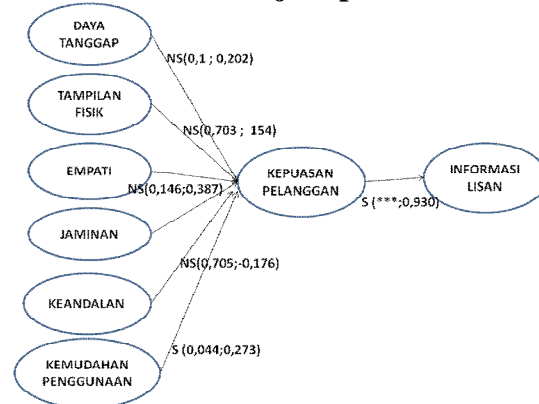 DAYA
TANGGAP
NS(0,1 ; 0,202)
TAMPILAN
FISIK
NS(0,703 ; 154)
EMPATI
NS(0,146;0,387)
KEPUASAN
PELANGGAN
INFORMASI
LISAN
S (***;0,930)
JAMINAN
NS(0,705;-0,176)
KEANDALAN
S (0,044;0,273)
KEMUDAHAN
PENGGUNAAN